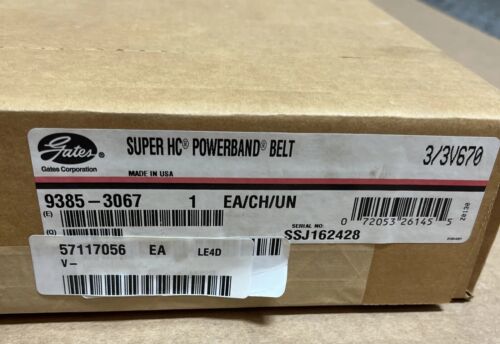 Gates
Gates Corporation
SUPER HC® POWERBAND® BELT
3/3V670
MADE IN USA
9385-3067 1 EA/CH/UN
(E)
(Q)
0 72053 26145 5
SERIAL NO:
SSJ162428
57117056 EA LE4D
V-